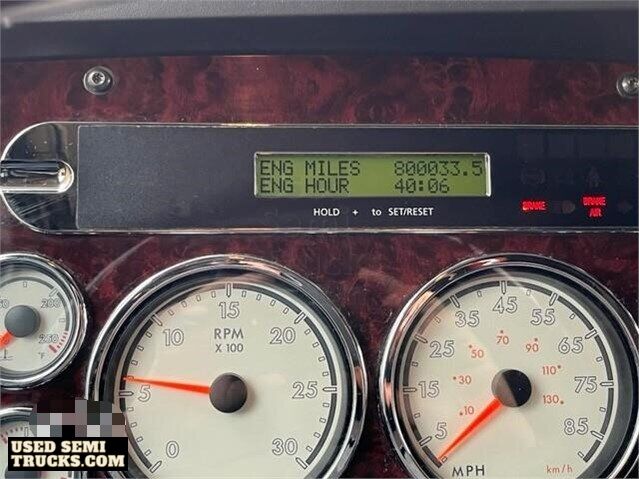 ENG MILES 800033.5
ENG HOUR 40:06
HOLD + to SET/RESET
BRAKE
BRAKE AIR
250
°F
0 5 10 15 20 25 30
RPM
X 100
5 15 25 35 45 55 65 75 85
10 30 50 70 90 110 130
MPH
km/h
USED SEMI
TRUCKS.COM